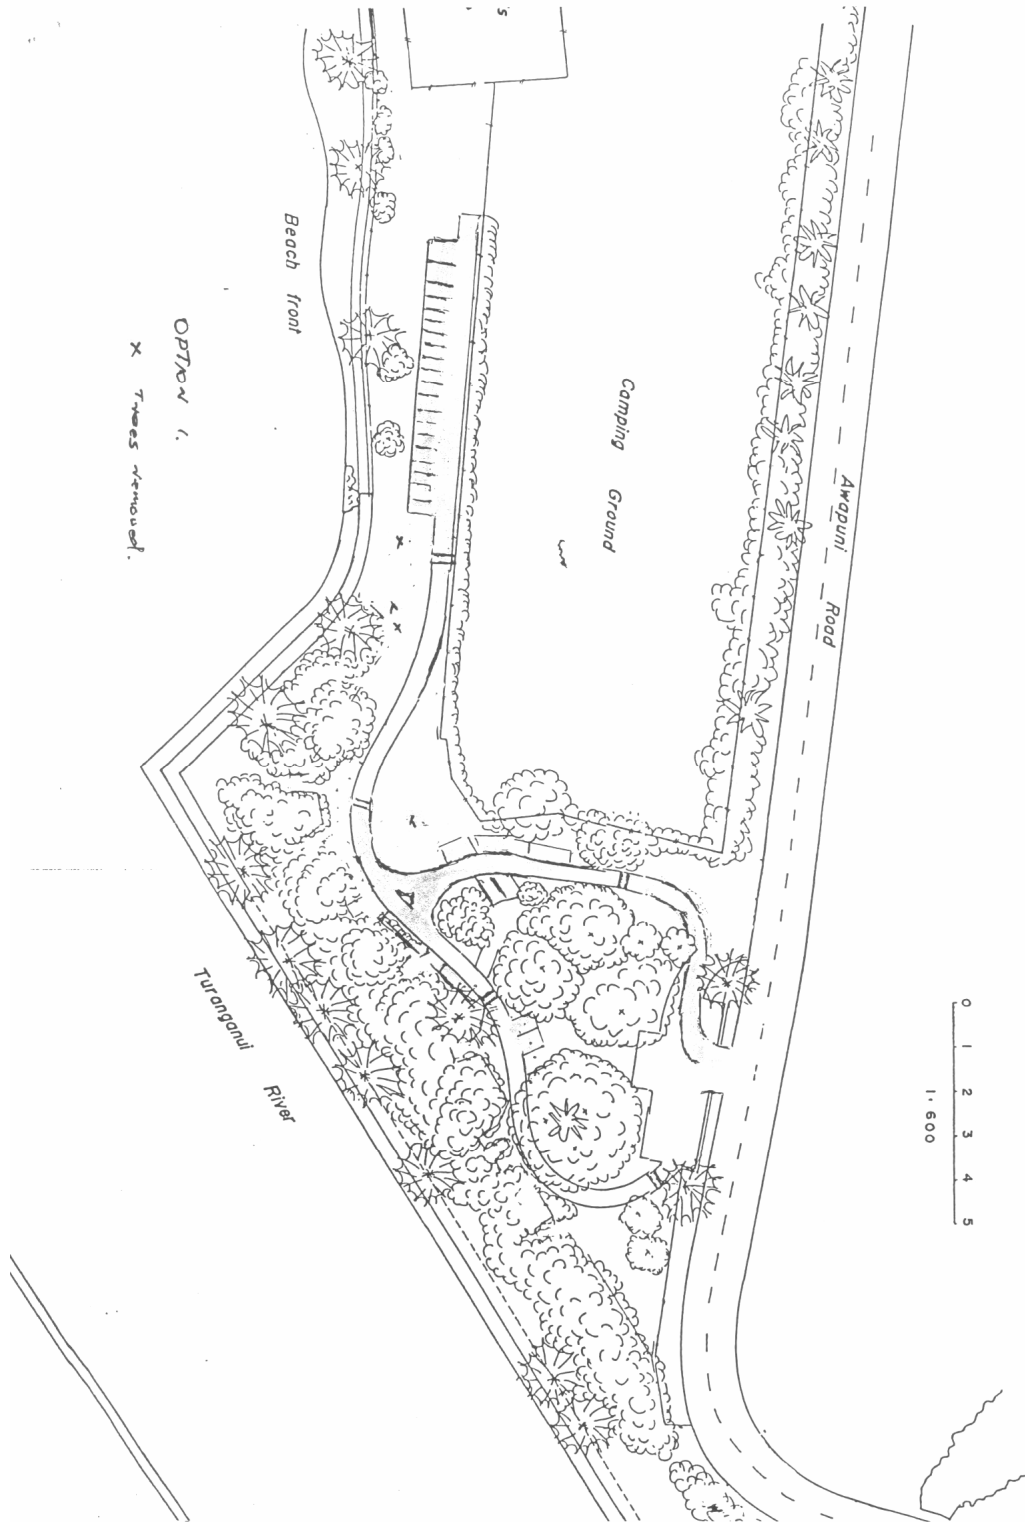 Beach front
OPTION 1.
x Trees removed.
Camping Ground
Awapuni Road
Turanganui River
0 1 2 3 4 5
1:600